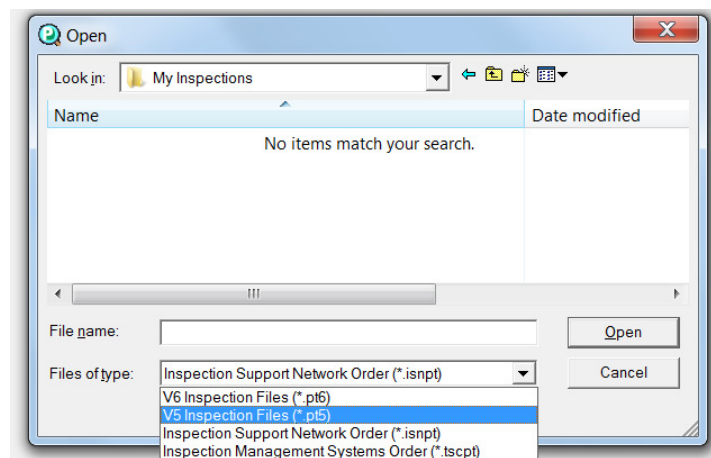 Open
Look in: My Inspections
Name Date modified
No items match your search.
File name: Open
Files of type: Inspection Support Network Order (*.isnpt) Cancel
V6 Inspection Files (*.pt6)
V5 Inspection Files (*.pt5)
Inspection Support Network Order (*.isnpt)
Inspection Management Systems Order (*.tscpt)